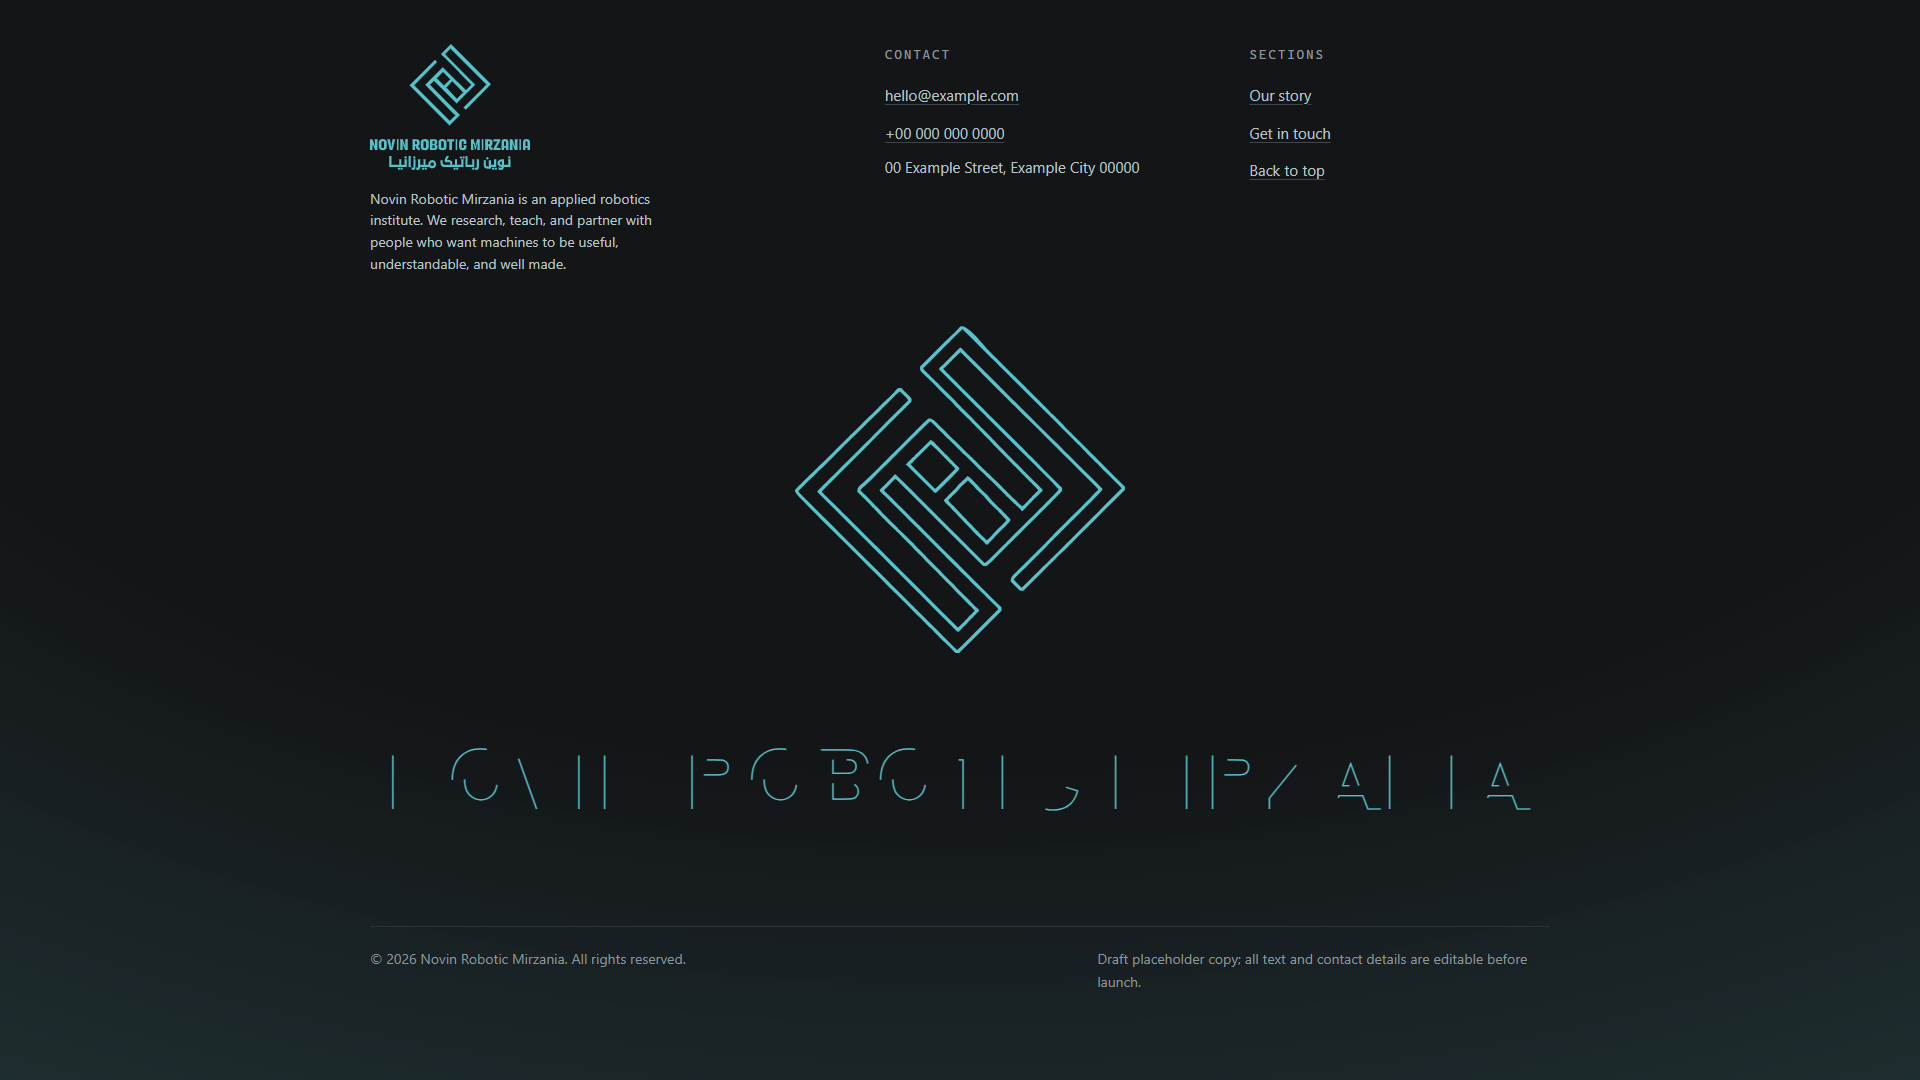 NOVIN ROBOTIC MIRZANIA
نوین رباتیک میرزانیا
Novin Robotic Mirzania is an applied robotics
institute. We research, teach, and partner with
people who want machines to be useful,
understandable, and well made.
CONTACT
hello@example.com
+00 000 000 0000
00 Example Street, Example City 00000
SECTIONS
Our story
Get in touch
Back to top
© 2026 Novin Robotic Mirzania. All rights reserved.
Draft placeholder copy; all text and contact details are editable before
launch.